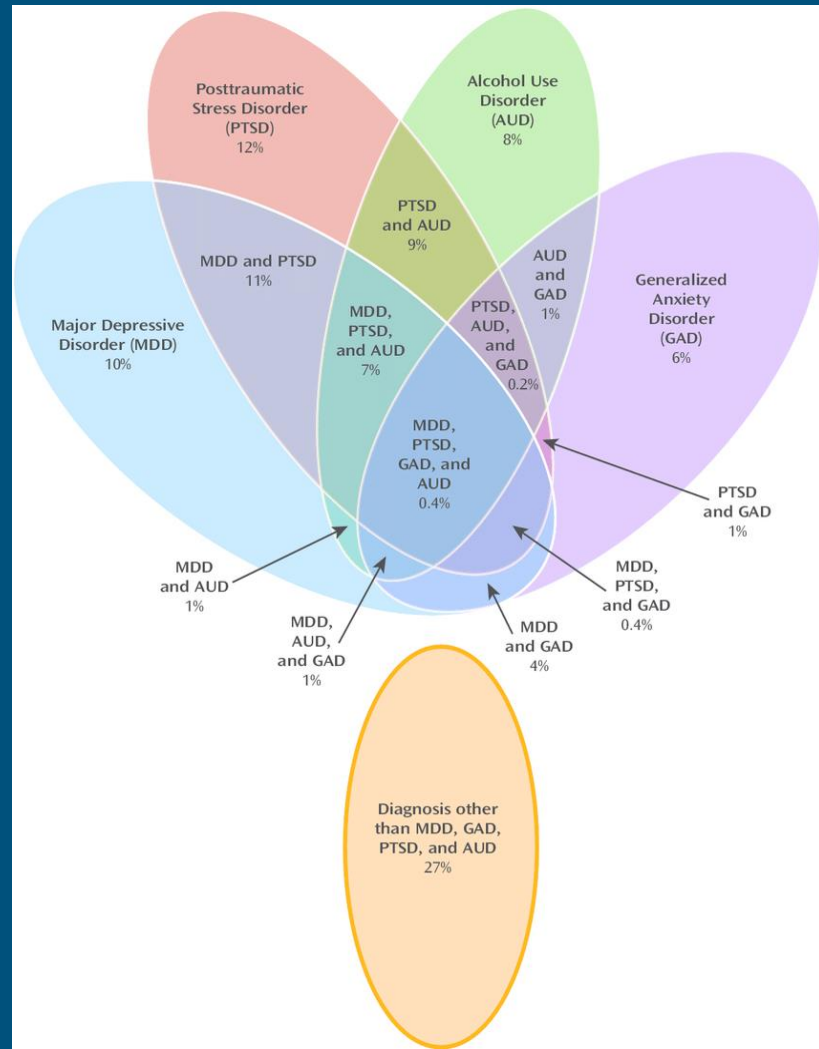 Posttraumatic
Stress Disorder
(PTSD)
12%
Alcohol Use
Disorder
(AUD)
8%
PTSD
and AUD
9%
MDD and PTSD
11%
AUD
and
GAD
1%
Generalized
Anxiety
Disorder
(GAD)
6%
Major Depressive
Disorder (MDD)
10%
MDD,
PTSD,
and AUD
7%
PTSD,
AUD,
and
GAD
0.2%
MDD,
PTSD,
GAD, and
AUD
0.4%
PTSD
and GAD
1%
MDD
and AUD
1%
MDD,
AUD,
and GAD
1%
MDD
and GAD
4%
MDD,
PTSD,
and GAD
0.4%
Diagnosis other
than MDD, GAD,
PTSD, and AUD
27%